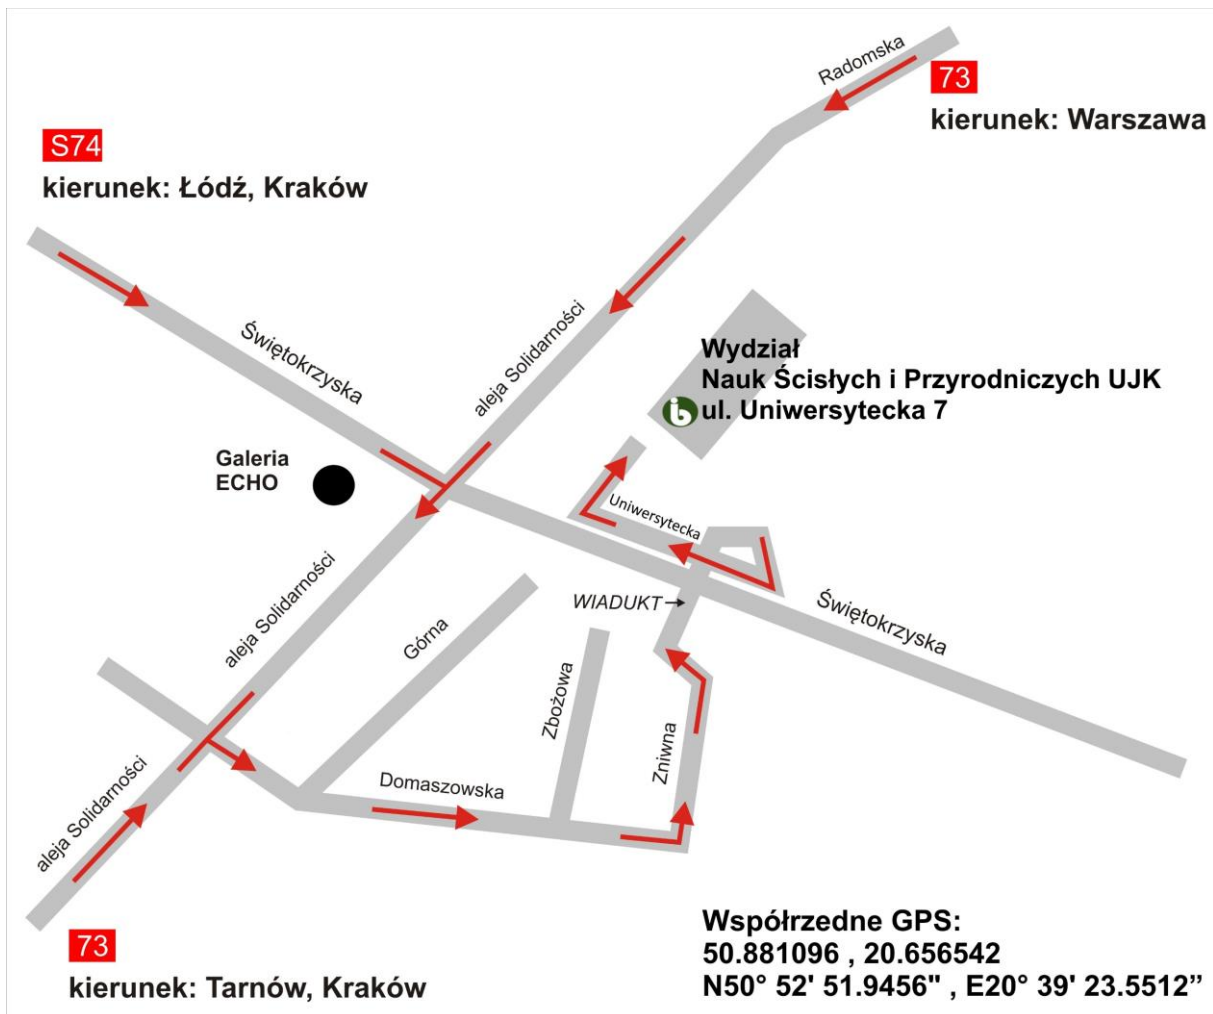 Radomska
73
kierunek: Warszawa
S74
kierunek: Łódź, Kraków
Świętokrzyska
aleja Solidarności
Wydział
Nauk Ścisłych i Przyrodniczych UJK
ul. Uniwersytecka 7
Galeria
ECHO
Uniwersytecka
WIADUKT
Świętokrzyska
aleja Solidarności
Górna
Zbożowa
Zniwna
Domaszowska
aleja Solidarności
73
kierunek: Tarnów, Kraków
Współrzedne GPS:
50.881096 , 20.656542
N50° 52' 51.9456" , E20° 39' 23.5512”